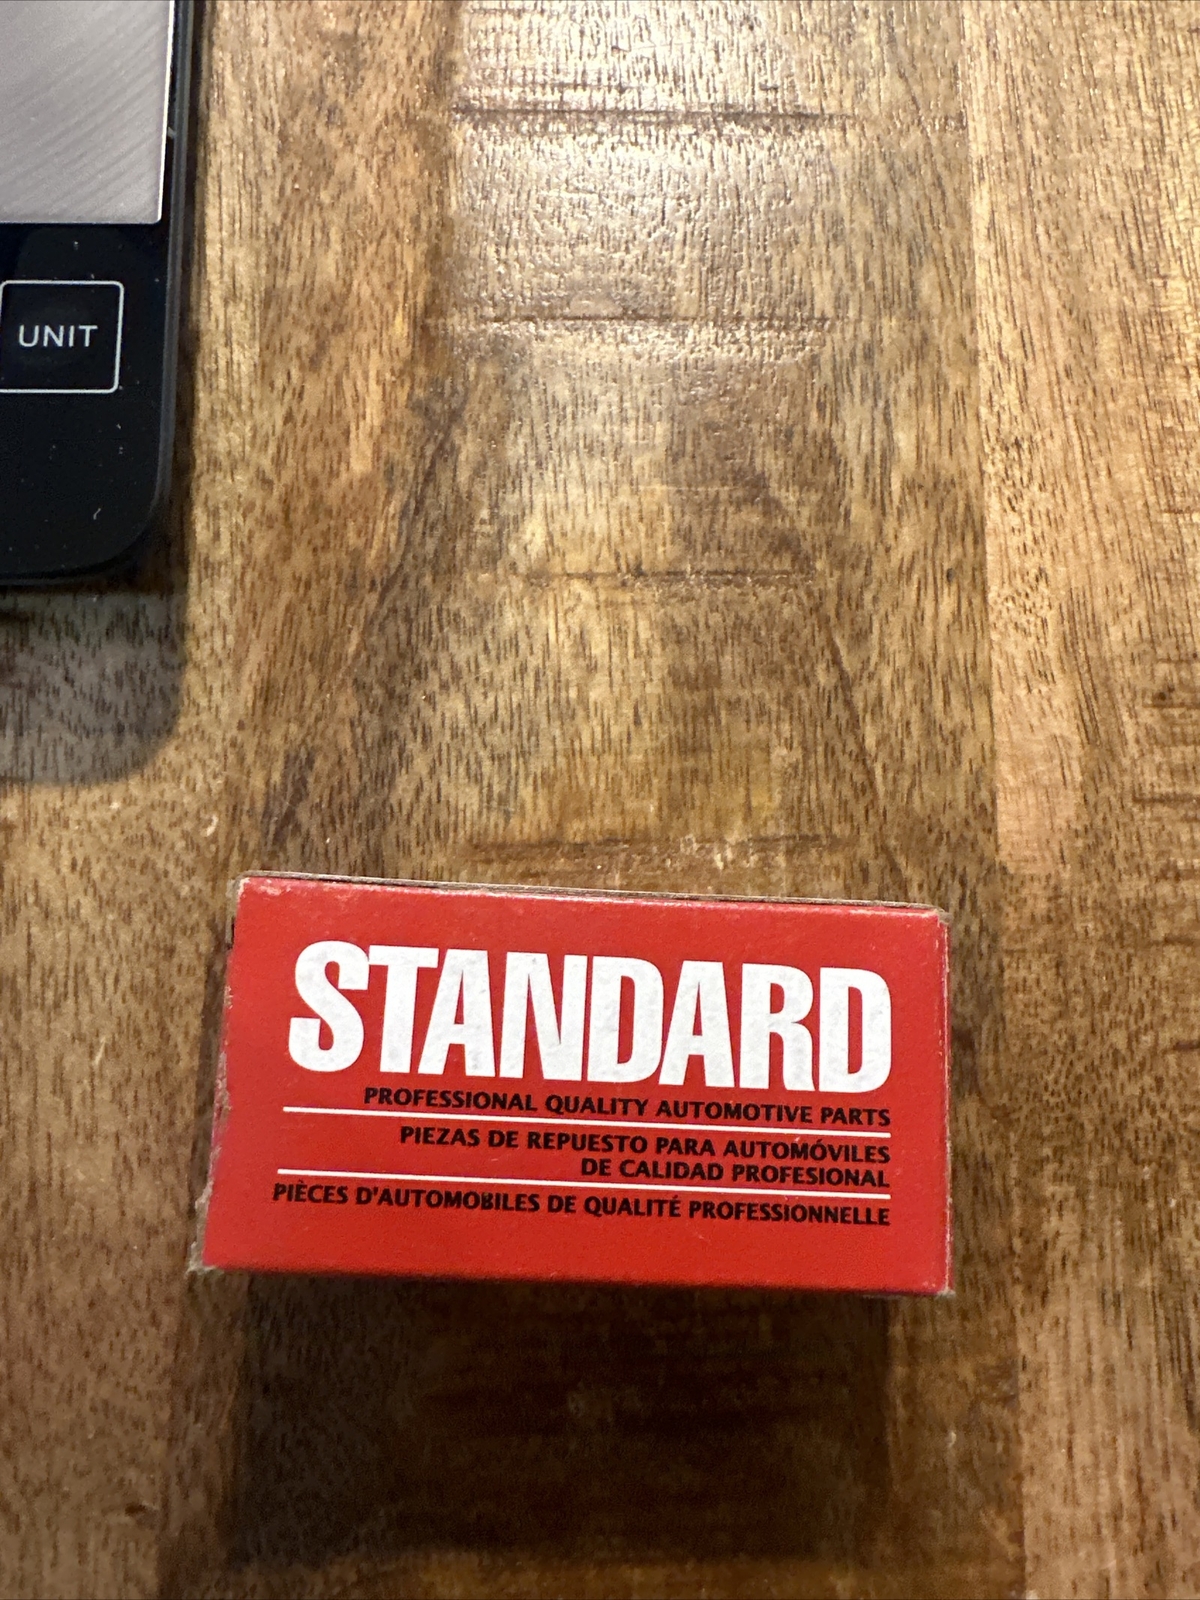 UNIT
STANDARD
PROFESSIONAL QUALITY AUTOMOTIVE PARTS
PIEZAS DE REPUESTO PARA AUTOMÓVILES
DE CALIDAD PROFESIONAL
PIÈCES D'AUTOMOBILES DE QUALITÉ PROFESSIONNELLE